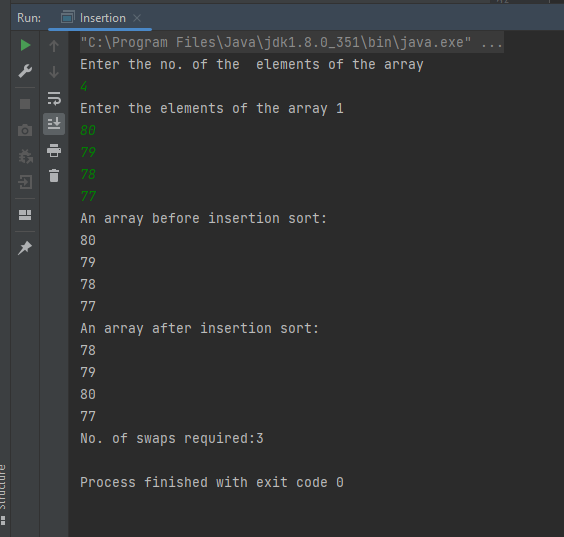 Run: Insertion
"C:\Program Files\Java\jdk1.8.0_351\bin\java.exe" ...
Enter the no. of the  elements of the array
4
Enter the elements of the array 1
80
79
78
77
An array before insertion sort:
80
79
78
77
An array after insertion sort:
78
79
80
77
No. of swaps required:3
Process finished with exit code 0
Structure